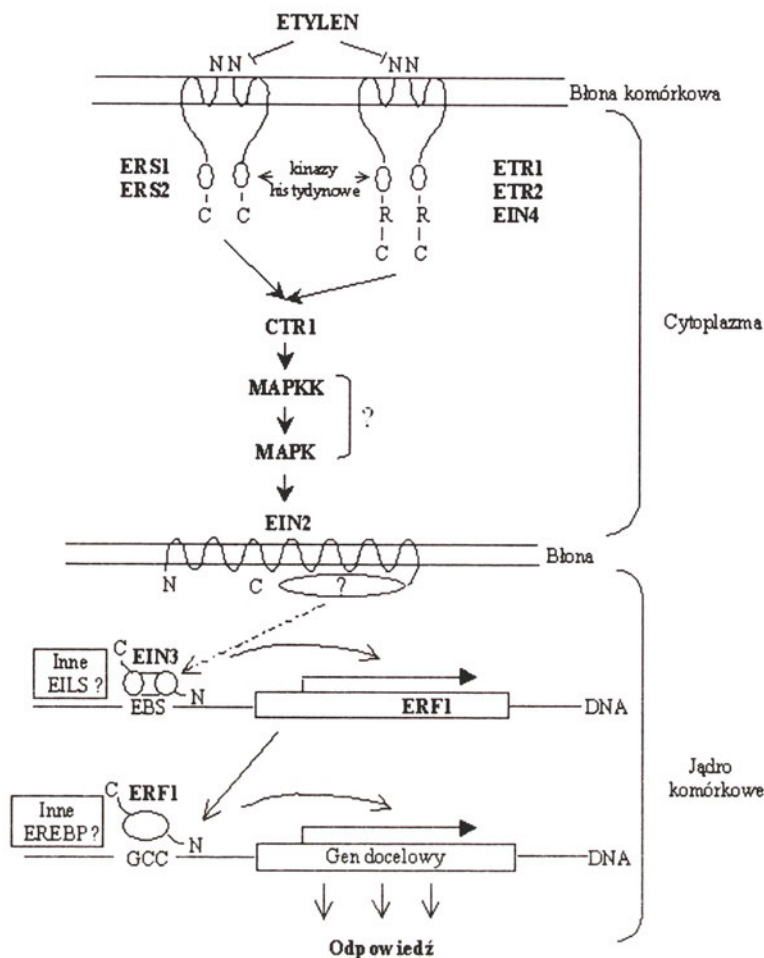 ETYLEN
N N
N N
Błona komórkowa
ERS1
ERS2
kinazy
histydynowe
ETR1
ETR2
EIN4
C C
R R
C C
Cytoplazma
CTR1
MAPKK
?
MAPK
EIN2
Błona
N C ?
C
EIN3
Inne
EILS ?
N
EBS
ERF1
DNA
Jądro
komórkowe
C
ERF1
Inne
EREBP ?
N
GCC
Gen docelowy
DNA
Odpowiedź